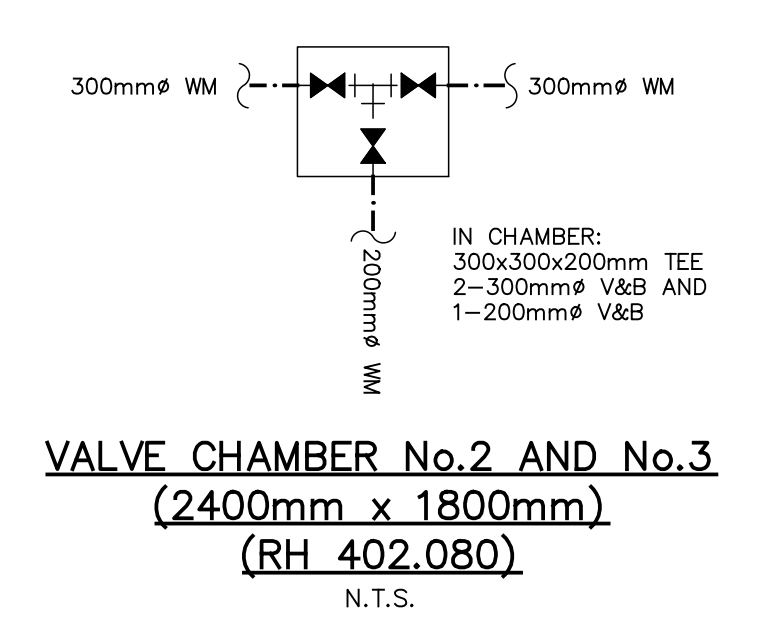 300mmø WM
300mmø WM
200mmø WM
IN CHAMBER:
300x300x200mm TEE
2-300mmø V&B AND
1-200mmø V&B
VALVE CHAMBER No.2 AND No.3
(2400mm x 1800mm)
(RH 402.080)
N.T.S.